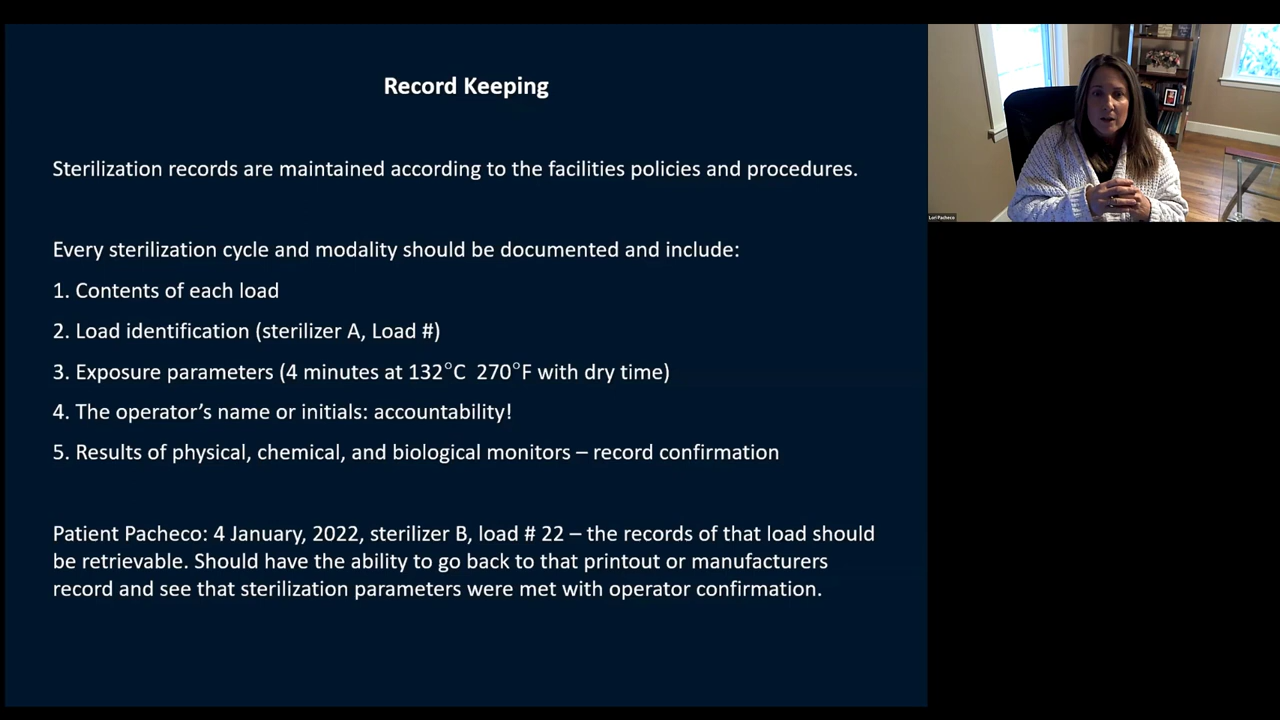 Record Keeping
Sterilization records are maintained according to the facilities policies and procedures.
Every sterilization cycle and modality should be documented and include:
1. Contents of each load
2. Load identification (sterilizer A, Load #)
3. Exposure parameters (4 minutes at 132°C  270°F with dry time)
4. The operator's name or initials: accountability!
5. Results of physical, chemical, and biological monitors – record confirmation
Patient Pacheco: 4 January, 2022, sterilizer B, load # 22 – the records of that load should
be retrievable. Should have the ability to go back to that printout or manufacturers
record and see that sterilization parameters were met with operator confirmation.
Lori Pacheco